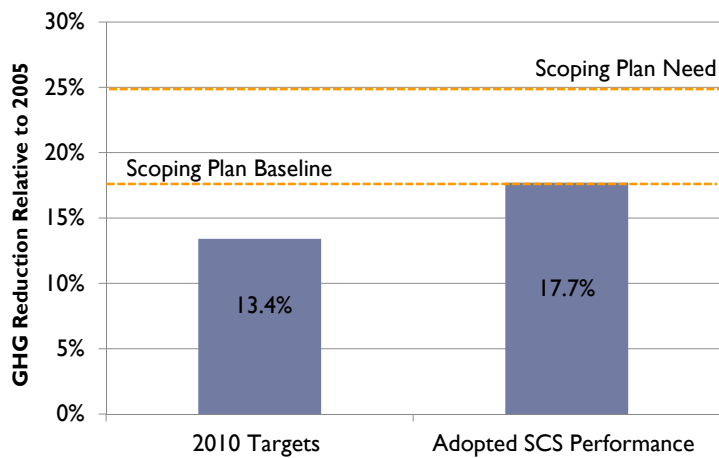 30%
Scoping Plan Need
25%
20%
Scoping Plan Baseline
15%
13.4%
17.7%
10%
5%
0%
GHG Reduction Relative to 2005
2010 Targets
Adopted SCS Performance